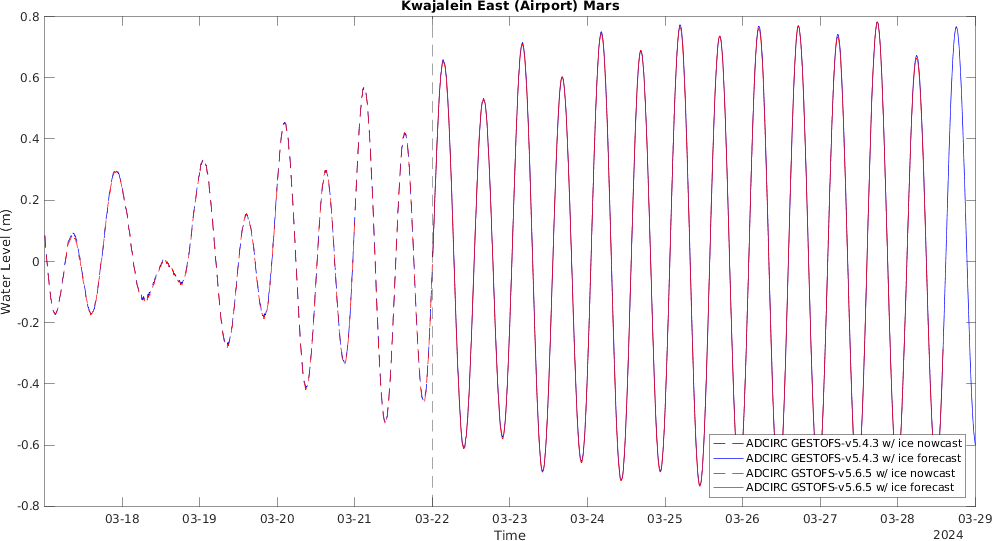 Kwajalein East (Airport) Mars
0.8
0.6
0.4
0.2
0
-0.2
-0.4
-0.6
-0.8
Water Level (m)
ADCIRC GESTOFS-v5.4.3 w/ ice nowcast
ADCIRC GESTOFS-v5.4.3 w/ ice forecast
ADCIRC GSTOFS-v5.6.5 w/ ice nowcast
ADCIRC GSTOFS-v5.6.5 w/ ice forecast
03-18 03-19 03-20 03-21 03-22 03-23 03-24 03-25 03-26 03-27 03-28 03-29
Time
2024